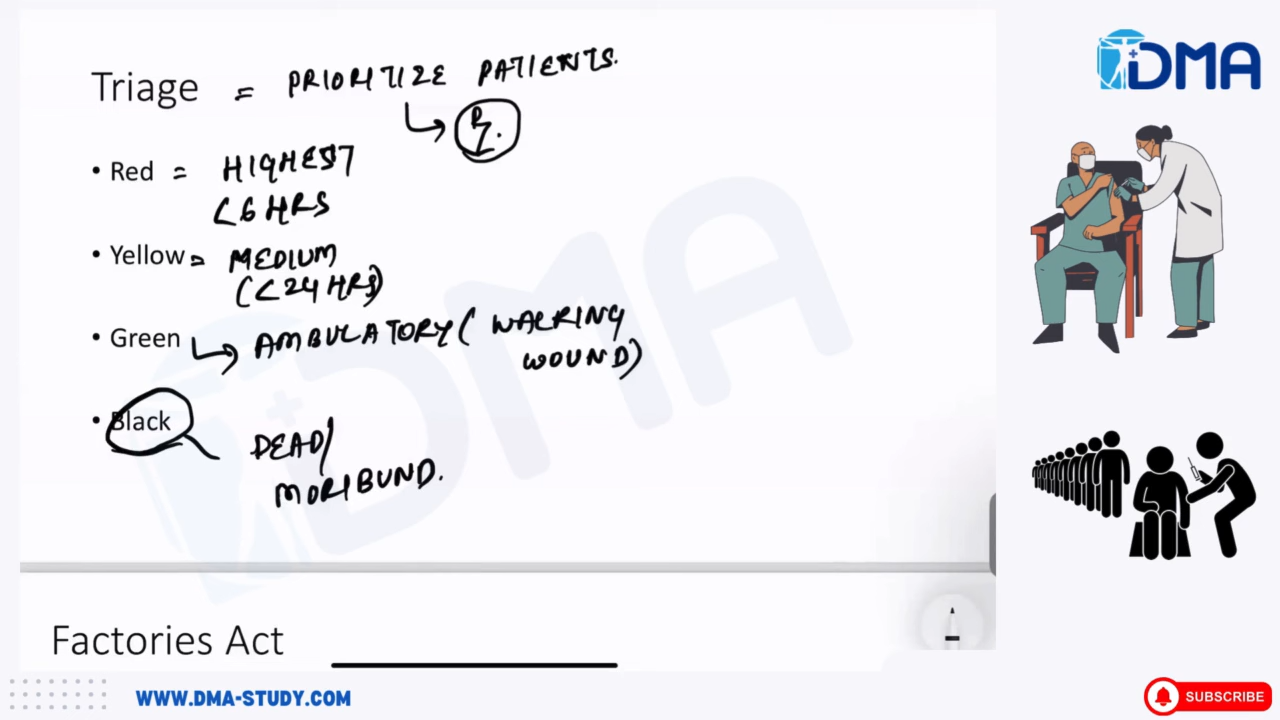 Triage = PRIORITIZE PATIENTS.
DMA
• Red = HIGHEST
<6 HRS
• Yellow = MEDIUM
(<24 HRS)
• Green → AMBULATORY (WALKING
WOUND)
• Black
DEAD/
MORIBUND.
DMA
Factories Act
WWW.DMA-STUDY.COM
SUBSCRIBE